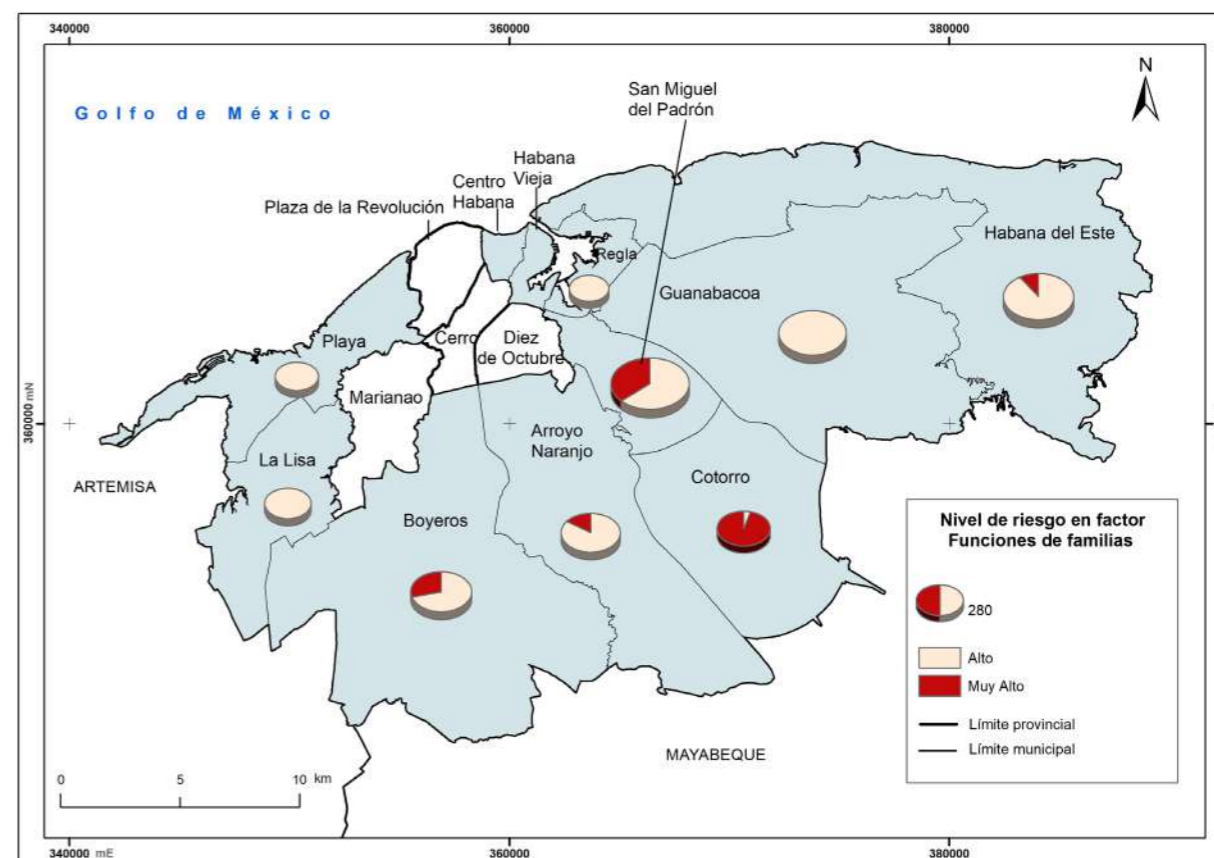 340000
360000
380000
N
Golfo de México
San Miguel
del Padrón
Habana
Vieja
Centro
Habana
Plaza de la Revolución
Regla
Habana del Este
Guanabacoa
Playa
Cerro
Diez
de Octubre
Marianao
360000 mN
Arroyo
Naranjo
La Lisa
ARTEMISA
Cotorro
Boyeros
Nivel de riesgo en factor
Funciones de familias
280
Alto
Muy Alto
Límite provincial
Límite municipal
MAYABEQUE
0 5 10 km
340000 mE
360000
380000